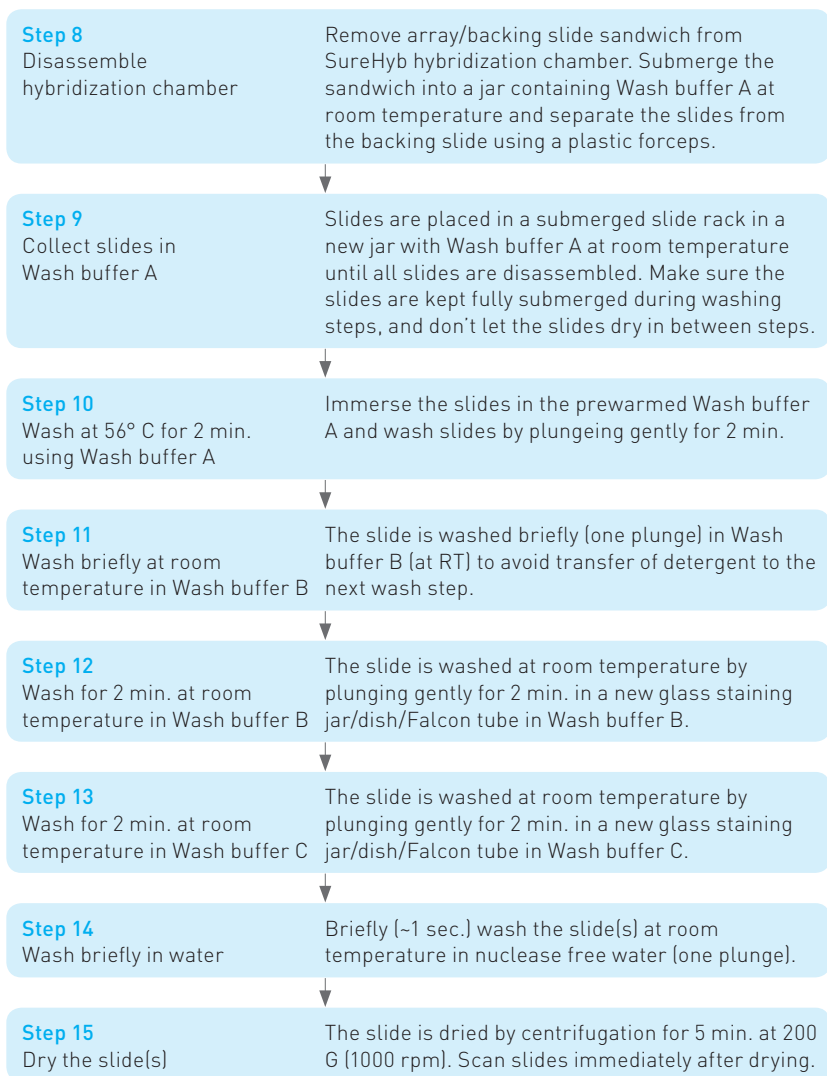 Step 8
Disassemble
hybridization chamber
Remove array/backing slide sandwich from
SureHyb hybridization chamber. Submerge the
sandwich into a jar containing Wash buffer A at
room temperature and separate the slides from
the backing slide using a plastic forceps.
Step 9
Collect slides in
Wash buffer A
Slides are placed in a submerged slide rack in a
new jar with Wash buffer A at room temperature
until all slides are disassembled. Make sure the
slides are kept fully submerged during washing
steps, and don't let the slides dry in between steps.
Step 10
Wash at 56° C for 2 min.
using Wash buffer A
Immerse the slides in the prewarmed Wash buffer
A and wash slides by plungeing gently for 2 min.
Step 11
Wash briefly at room
temperature in Wash buffer B
The slide is washed briefly (one plunge) in Wash
buffer B (at RT) to avoid transfer of detergent to the
next wash step.
Step 12
Wash for 2 min. at room
temperature in Wash buffer B
The slide is washed at room temperature by
plunging gently for 2 min. in a new glass staining
jar/dish/Falcon tube in Wash buffer B.
Step 13
Wash for 2 min. at room
temperature in Wash buffer C
The slide is washed at room temperature by
plunging gently for 2 min. in a new glass staining
jar/dish/Falcon tube in Wash buffer C.
Step 14
Wash briefly in water
Briefly (~1 sec.) wash the slide(s) at room
temperature in nuclease free water (one plunge).
Step 15
Dry the slide(s)
The slide is dried by centrifugation for 5 min. at 200
G (1000 rpm). Scan slides immediately after drying.